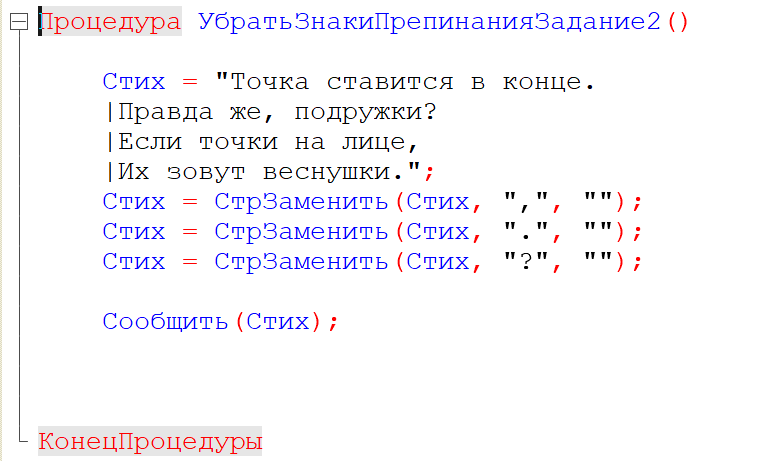 Процедура УбратьЗнакиПрепинанияЗадание2()
Стих = "Точка ставится в конце.
|Правда же, подружки?
|Если точки на лице,
|Их зовут веснушки.";
Стих = СтрЗаменить(Стих, ",", "");
Стих = СтрЗаменить(Стих, ".", "");
Стих = СтрЗаменить(Стих, "?", "");
Сообщить(Стих);
КонецПроцедуры